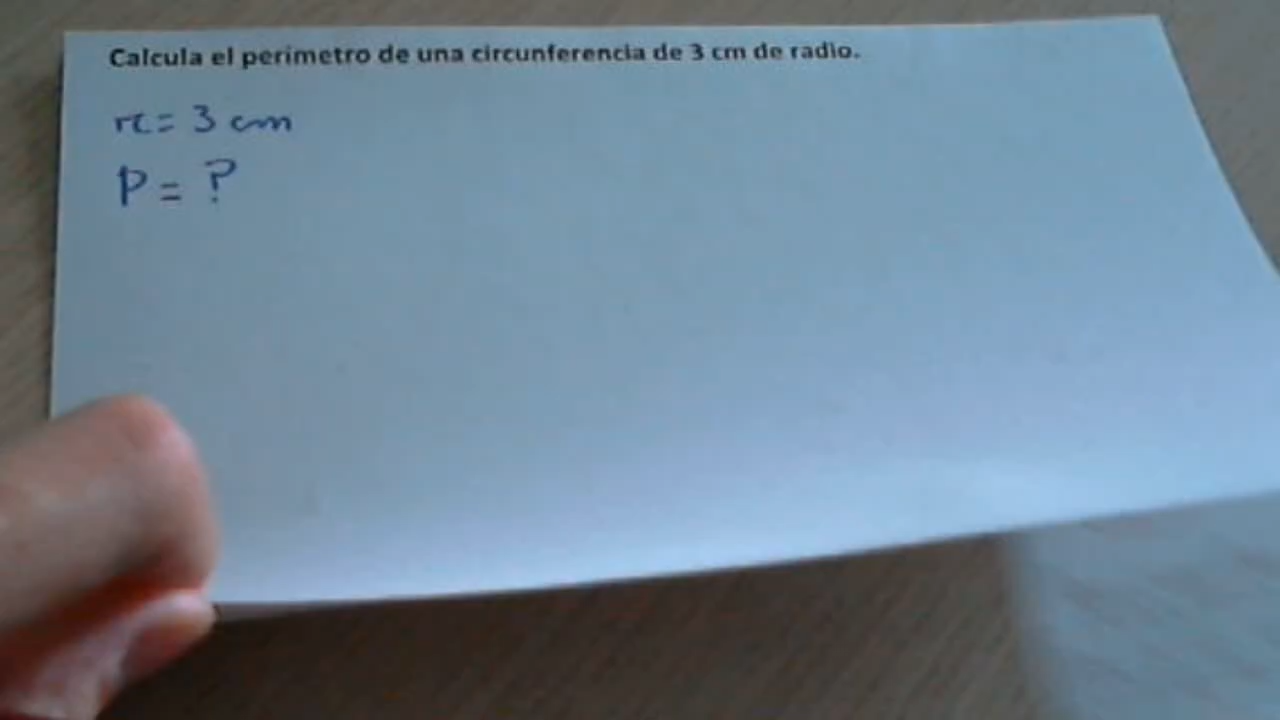 Calcula el perímetro de una circunferencia de 3 cm de radio.
r = 3 cm
P = ?